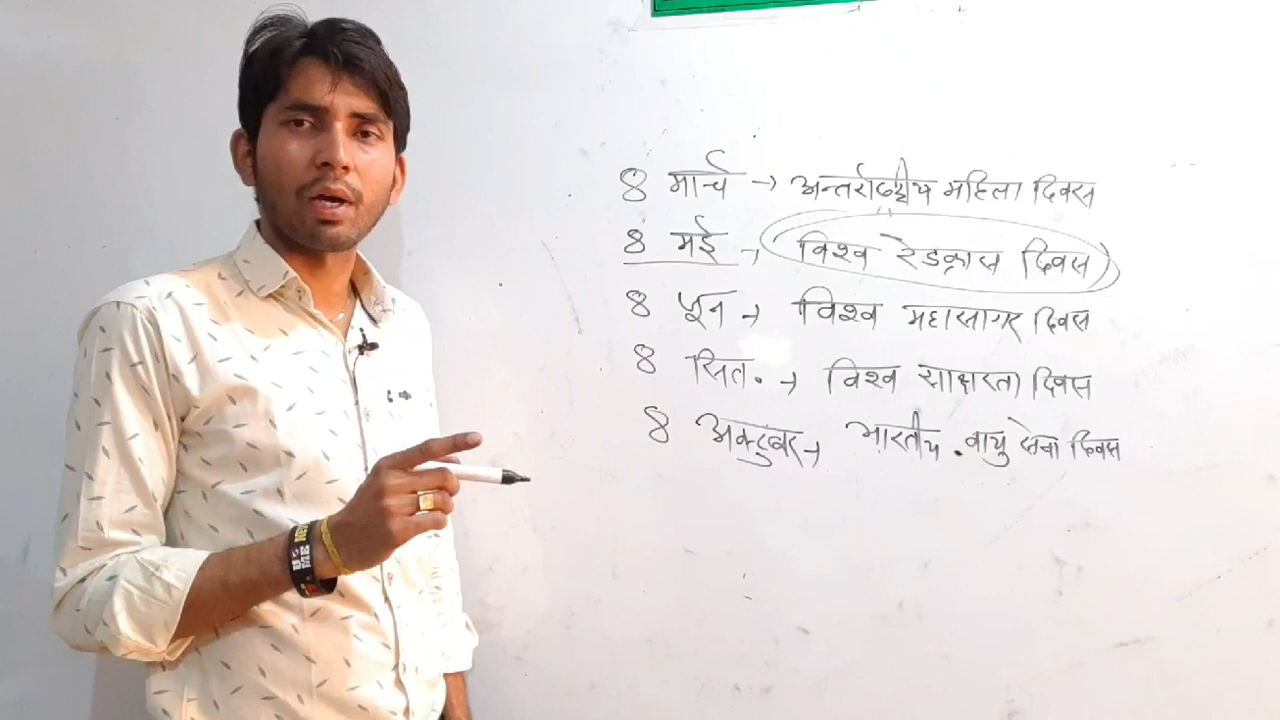 8 मार्च → अन्तर्राष्ट्रीय महिला दिवस
8 मई → विश्व रेडक्रास दिवस
8 जून → विश्व महासागर दिवस
8 सित. → विश्व साक्षरता दिवस
8 अक्टुबर → भारतीय वायु सेना दिवस